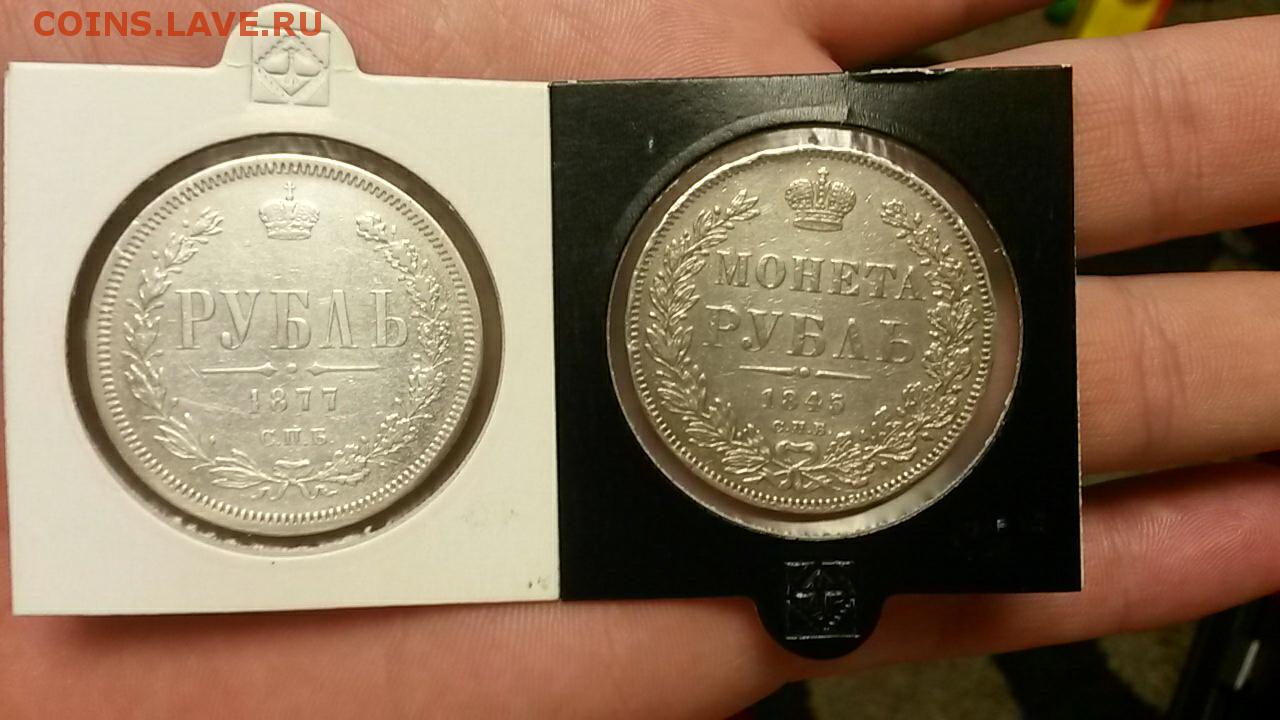 COINS.LAVE.RU
РУБЛЬ
1877
С.П.Б.
МОНЕТА
РУБЛЬ
1845
С.П.Б.